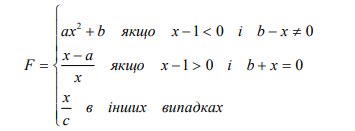 ax² + b якщо x − 1 < 0 і b − x ≠ 0
F = { (x − a)/x якщо x − 1 > 0 і b + x = 0
x/c в інших випадках